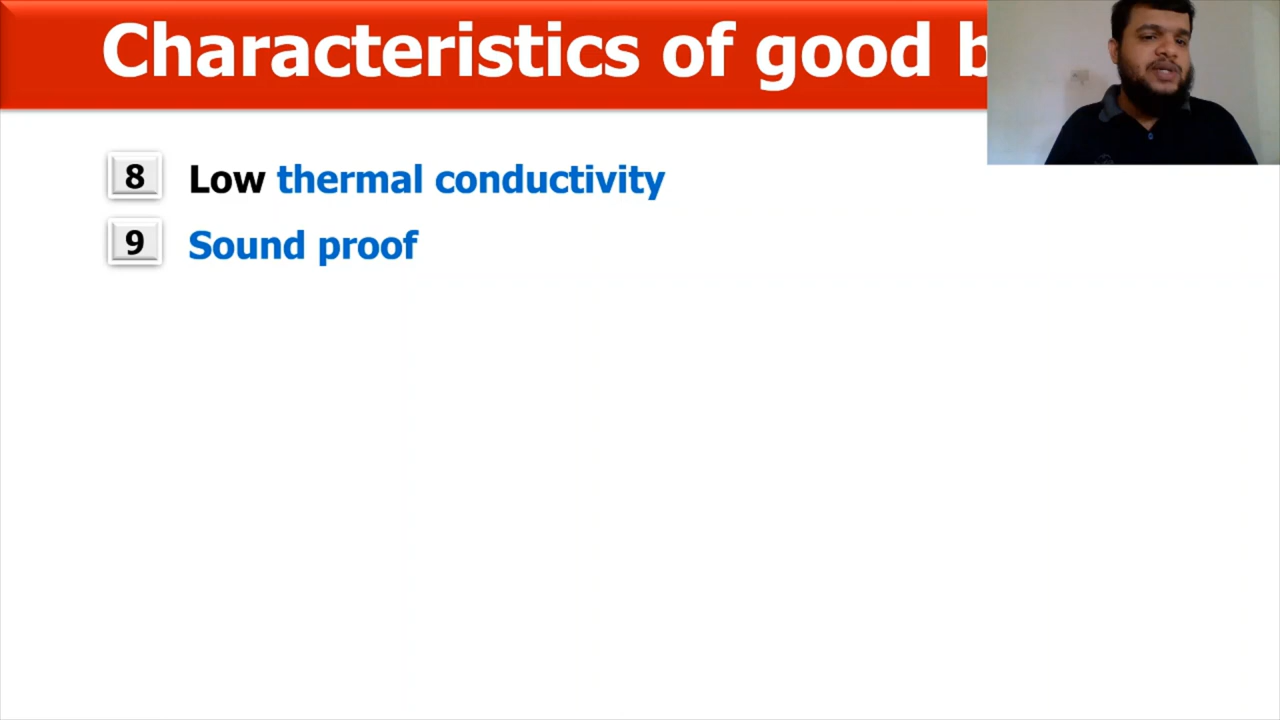 Characteristics of good b
8 Low thermal conductivity
9 Sound proof